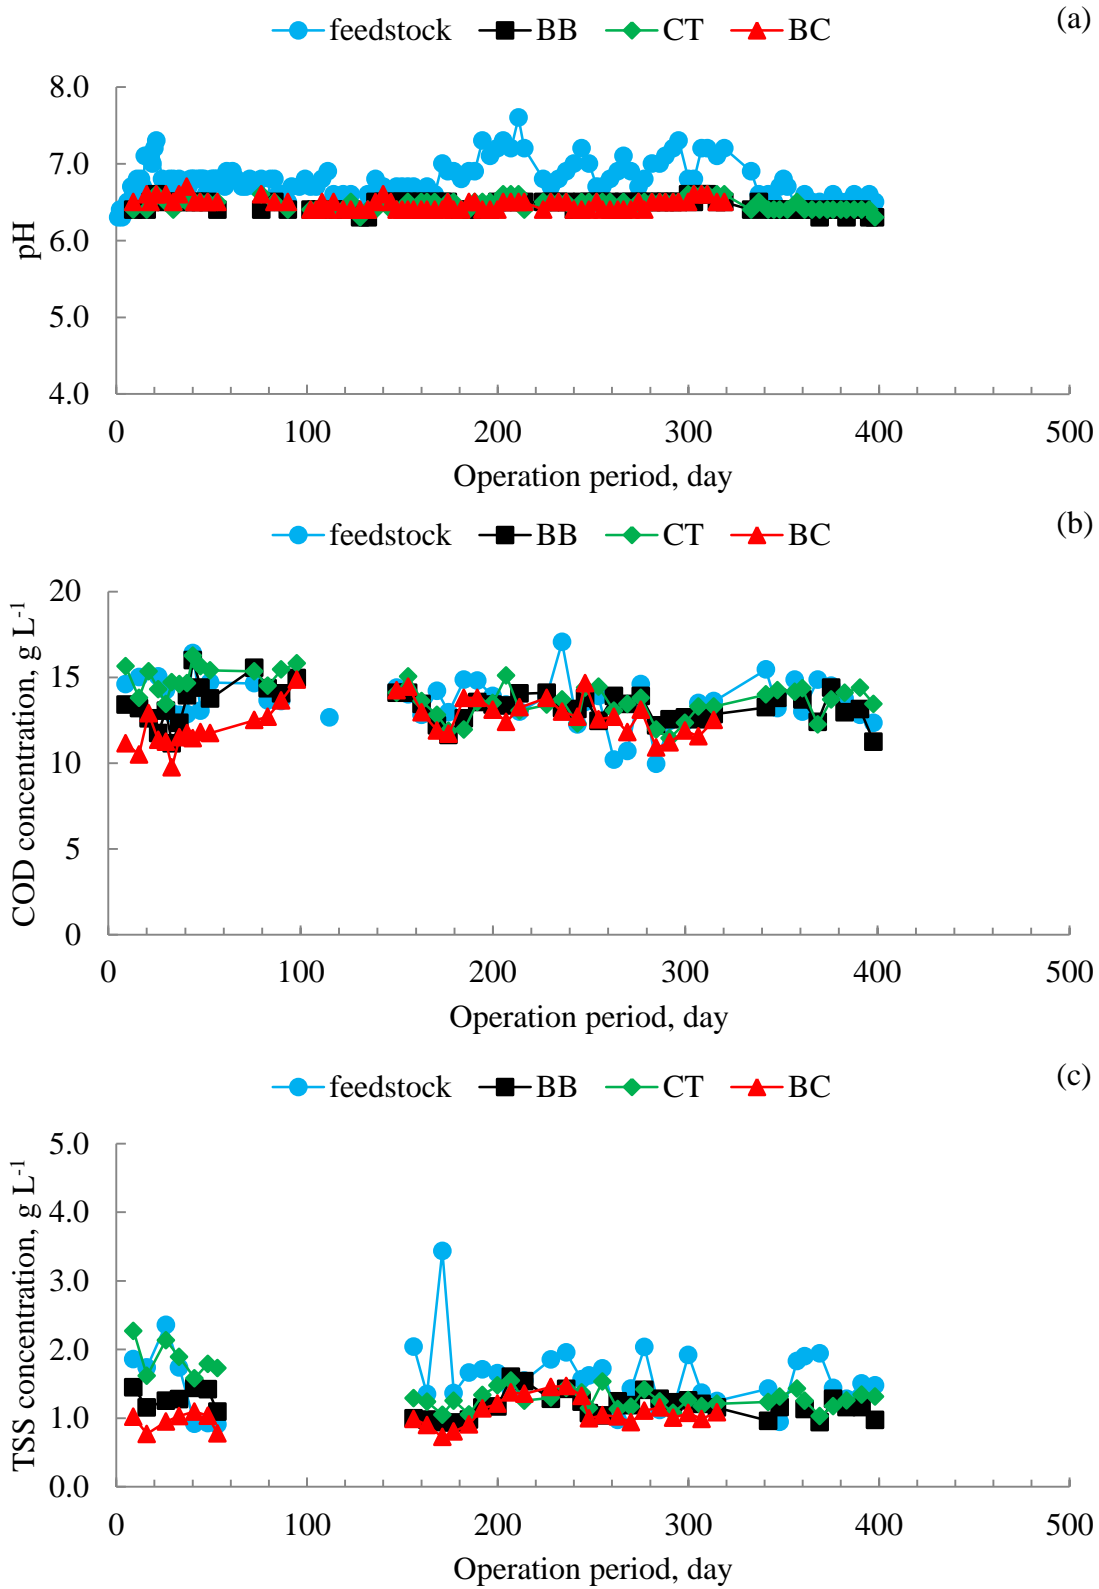 (a)
feedstock BB CT BC
8.0
7.0
6.0
5.0
4.0
pH
0 100 200 300 400 500
Operation period, day
(b)
feedstock BB CT BC
20
15
10
5
0
COD concentration, g L⁻¹
0 100 200 300 400 500
Operation period, day
(c)
feedstock BB CT BC
5.0
4.0
3.0
2.0
1.0
0.0
TSS concentration, g L⁻¹
0 100 200 300 400 500
Operation period, day